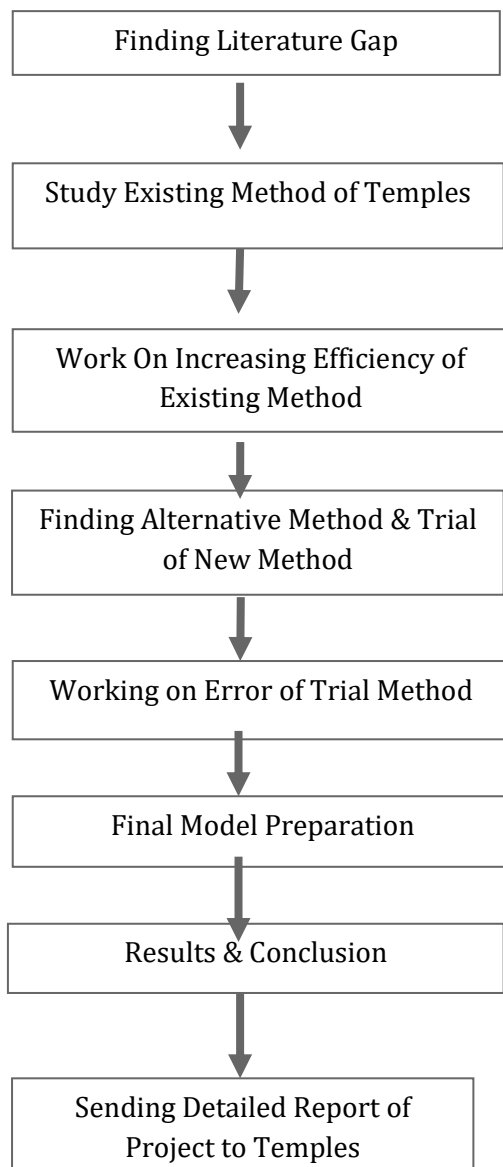 Finding Literature Gap
Study Existing Method of Temples
Work On Increasing Efficiency of
Existing Method
Finding Alternative Method & Trial
of New Method
Working on Error of Trial Method
Final Model Preparation
Results & Conclusion
Sending Detailed Report of
Project to Temples